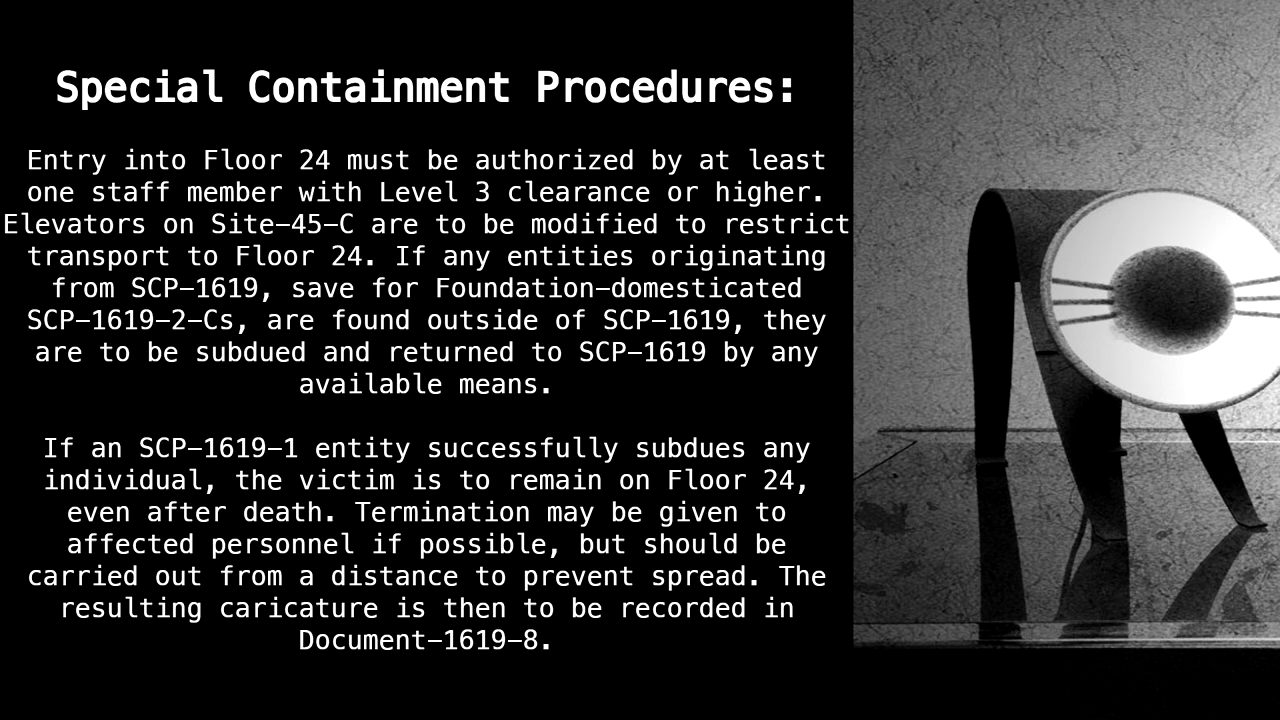 Special Containment Procedures:
Entry into Floor 24 must be authorized by at least
one staff member with Level 3 clearance or higher.
Elevators on Site-45-C are to be modified to restrict
transport to Floor 24. If any entities originating
from SCP-1619, save for Foundation-domesticated
SCP-1619-2-Cs, are found outside of SCP-1619, they
are to be subdued and returned to SCP-1619 by any
available means.
If an SCP-1619-1 entity successfully subdues any
individual, the victim is to remain on Floor 24,
even after death. Termination may be given to
affected personnel if possible, but should be
carried out from a distance to prevent spread. The
resulting caricature is then to be recorded in
Document-1619-8.